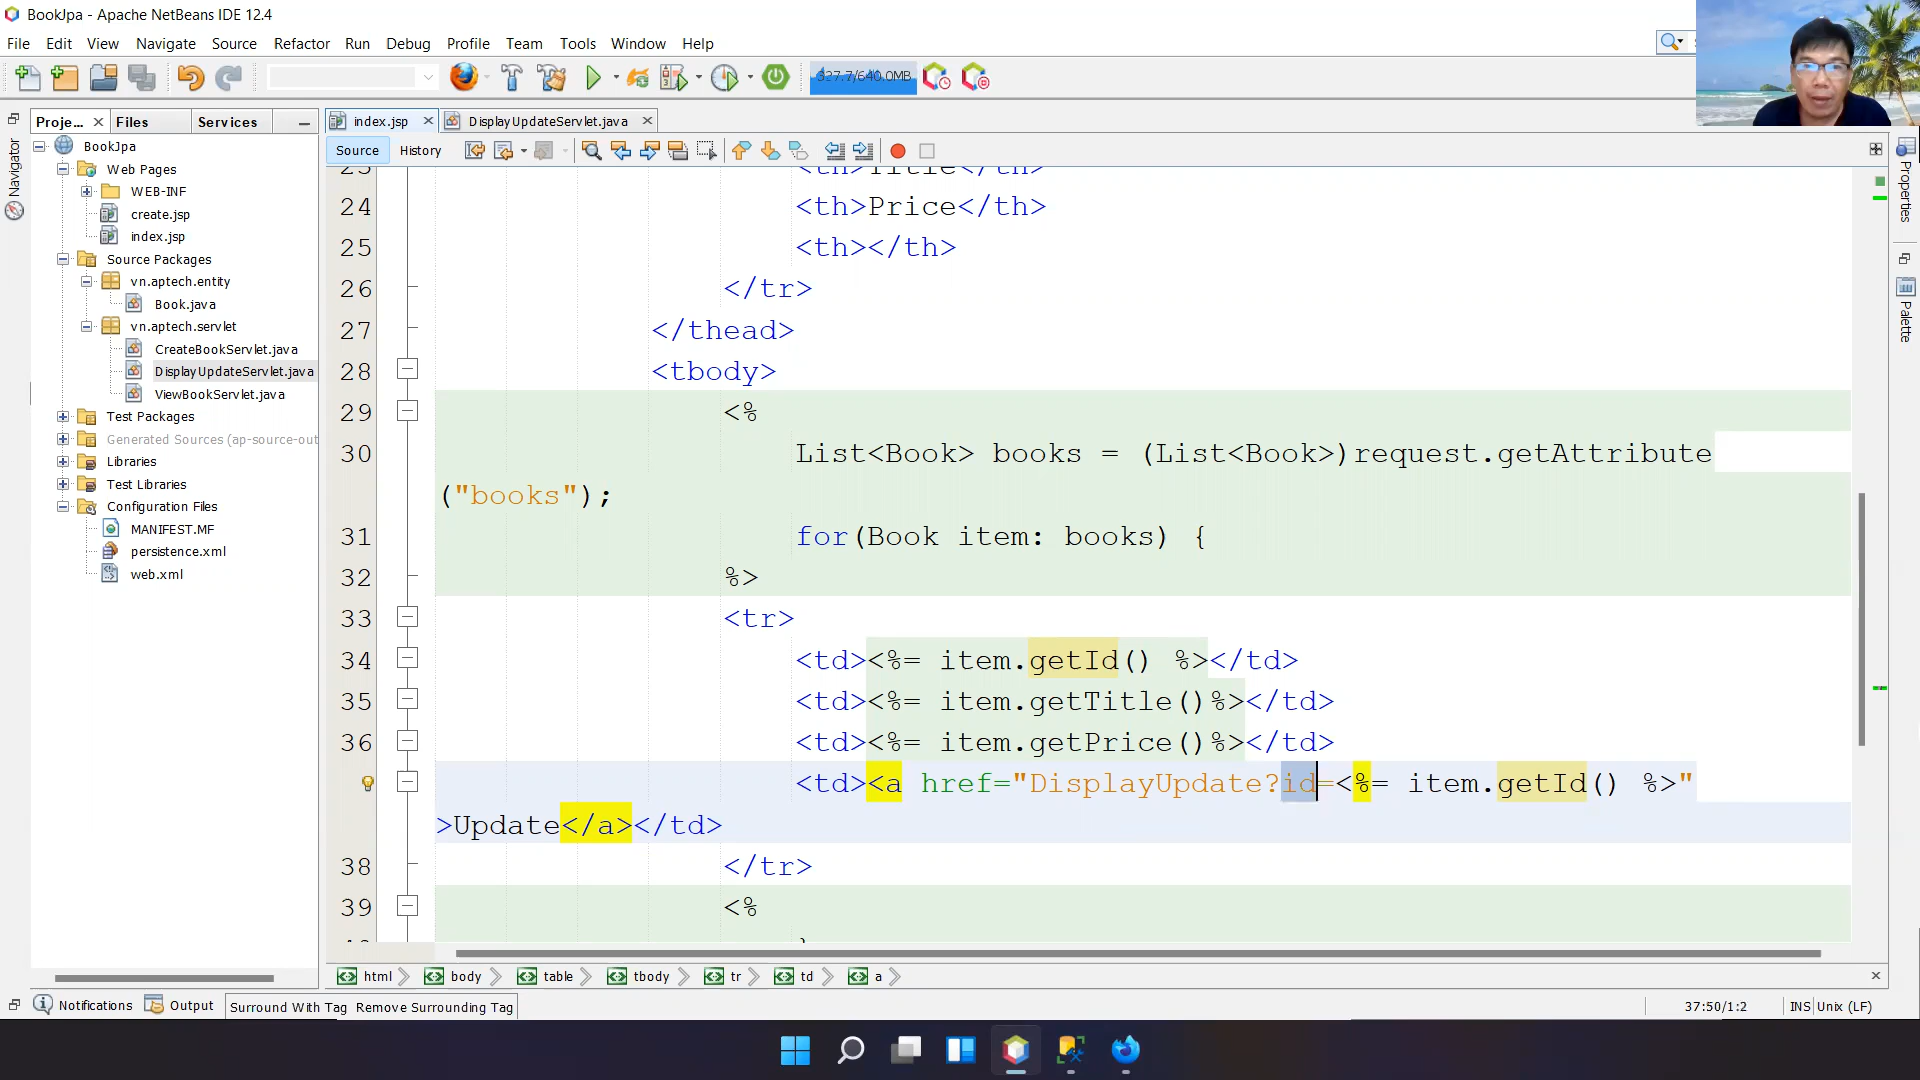 BookJpa - Apache NetBeans IDE 12.4
File Edit View Navigate Source Refactor Run Debug Profile Team Tools Window Help
327.7/640.0MB
Proje... Files Services
index.jsp DisplayUpdateServlet.java
Source History
Navigator
Properties
Palette
BookJpa
Web Pages
WEB-INF
create.jsp
index.jsp
Source Packages
vn.aptech.entity
Book.java
vn.aptech.servlet
CreateBookServlet.java
DisplayUpdateServlet.java
ViewBookServlet.java
Test Packages
Generated Sources (ap-source-out
Libraries
Test Libraries
Configuration Files
MANIFEST.MF
persistence.xml
web.xml
23 <th>Title</th>
24 <th>Price</th>
25 <th></th>
26 </tr>
27 </thead>
28 <tbody>
29 <%
30 List<Book> books = (List<Book>)request.getAttribute
("books");
31 for(Book item: books) {
32 %>
33 <tr>
34 <td><%= item.getId() %></td>
35 <td><%= item.getTitle()%></td>
36 <td><%= item.getPrice()%></td>
<td><a href="DisplayUpdate?id=<%= item.getId() %>"
>Update</a></td>
38 </tr>
39 <%
}
html body table tbody tr td a
Notifications Output Surround With Tag Remove Surrounding Tag
37:50/1:2 INS Unix (LF)